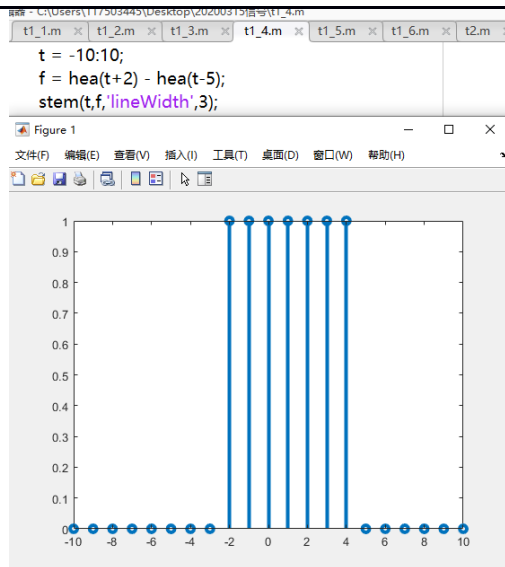 - C:\Users\117503445\Desktop\20200315信号\t1_4.m
t1_1.m × t1_2.m × t1_3.m × t1_4.m × t1_5.m × t1_6.m × t2.m
t = -10:10;
f = hea(t+2) - hea(t-5);
stem(t,f,'lineWidth',3);
Figure 1
文件(F) 编辑(E) 查看(V) 插入(I) 工具(T) 桌面(D) 窗口(W) 帮助(H)
1
0.9
0.8
0.7
0.6
0.5
0.4
0.3
0.2
0.1
0
-10 -8 -6 -4 -2 0 2 4 6 8 10